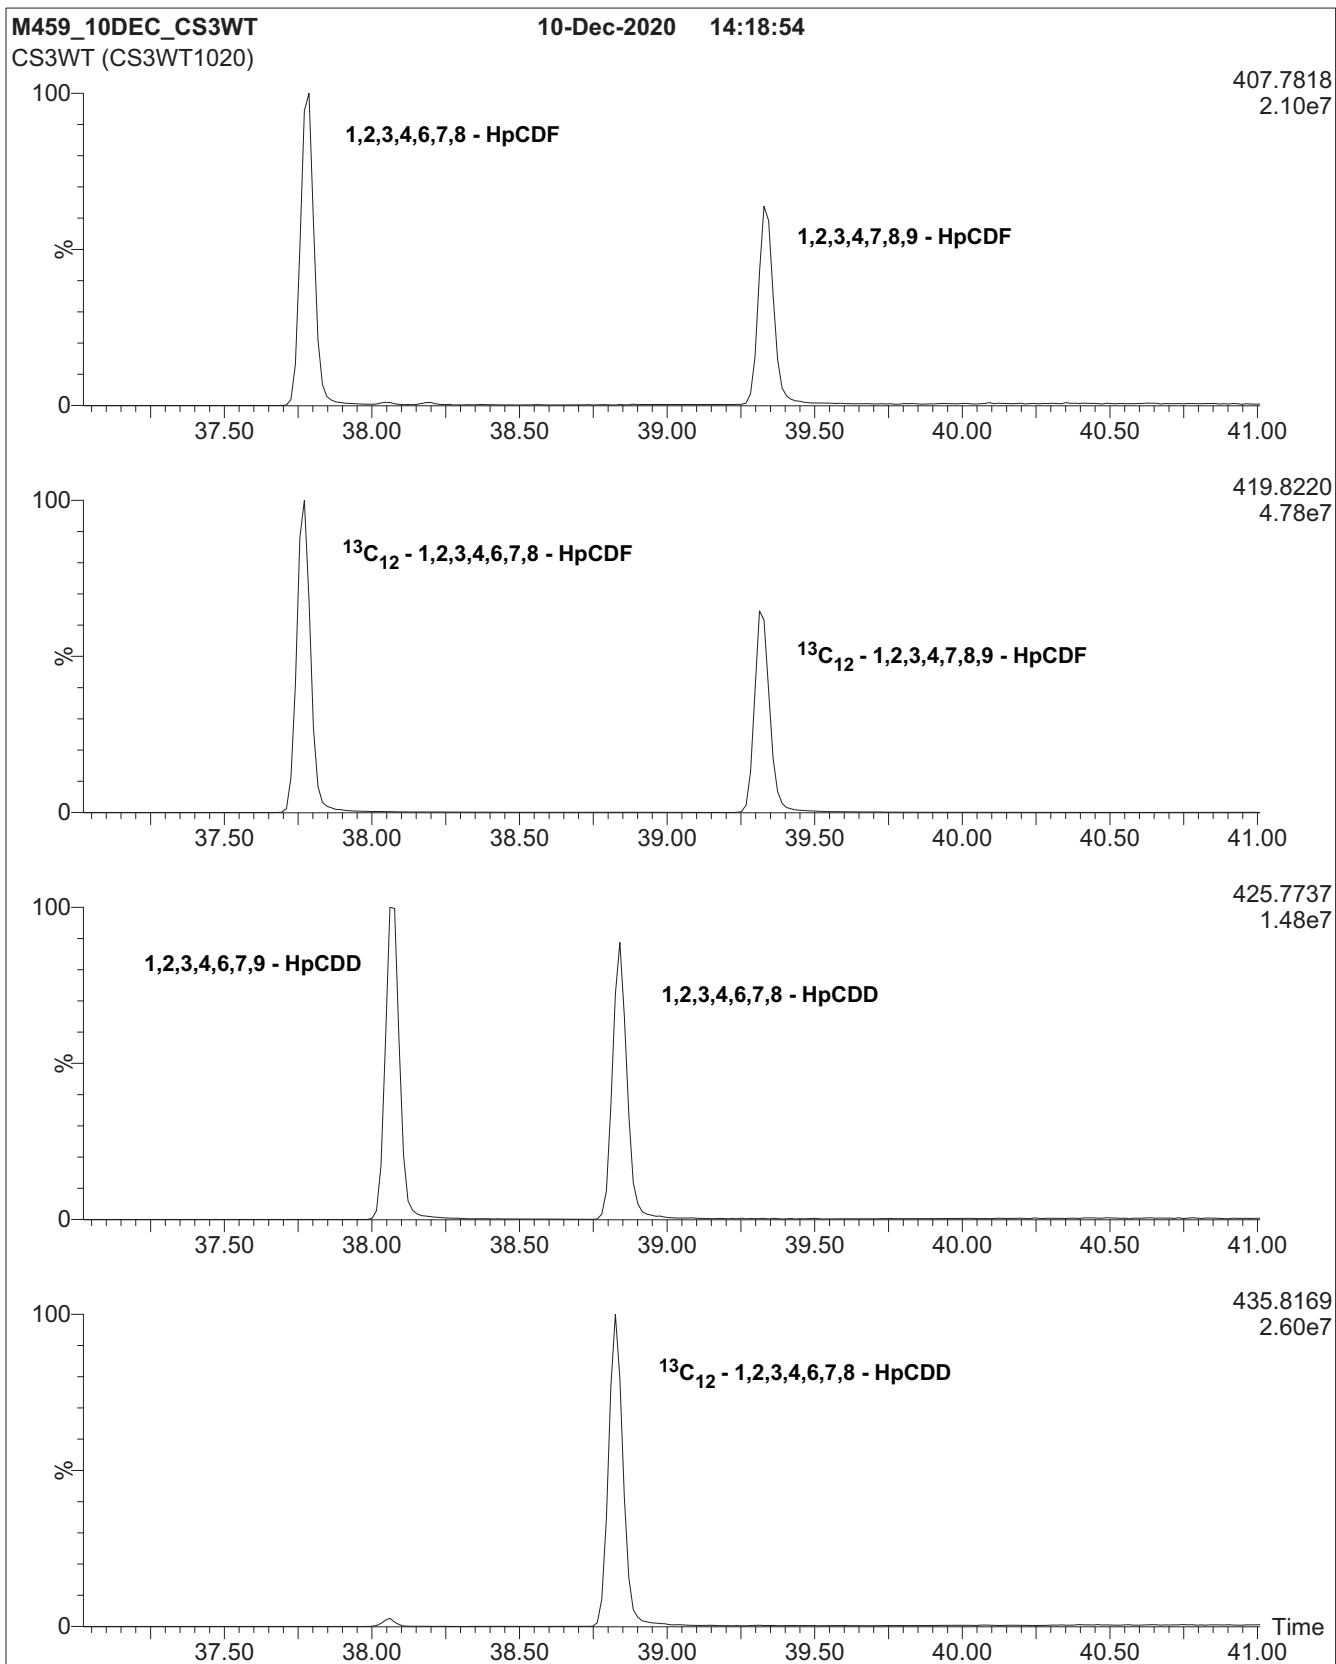 M459_10DEC_CS3WT 10-Dec-2020 14:18:54
CS3WT (CS3WT1020)
407.7818
2.10e7
100
1,2,3,4,6,7,8 - HpCDF
1,2,3,4,7,8,9 - HpCDF
%
0
37.50 38.00 38.50 39.00 39.50 40.00 40.50 41.00
419.8220
4.78e7
100
¹³C₁₂ - 1,2,3,4,6,7,8 - HpCDF
¹³C₁₂ - 1,2,3,4,7,8,9 - HpCDF
%
0
37.50 38.00 38.50 39.00 39.50 40.00 40.50 41.00
425.7737
1.48e7
100
1,2,3,4,6,7,9 - HpCDD
1,2,3,4,6,7,8 - HpCDD
%
0
37.50 38.00 38.50 39.00 39.50 40.00 40.50 41.00
435.8169
2.60e7
100
¹³C₁₂ - 1,2,3,4,6,7,8 - HpCDD
%
0
Time
37.50 38.00 38.50 39.00 39.50 40.00 40.50 41.00